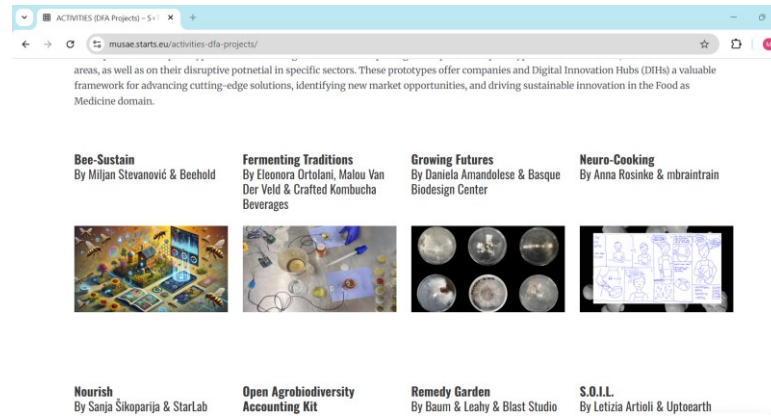 ACTIVITIES (DFA Projects) – S+T
musae.starts.eu/activities-dfa-projects/
areas, as well as on their disruptive potnetial in specific sectors. These prototypes offer companies and Digital Innovation Hubs (DIHs) a valuable
framework for advancing cutting-edge solutions, identifying new market opportunities, and driving sustainable innovation in the Food as
Medicine domain.
Bee-Sustain
By Miljan Stevanović & Beehold
Fermenting Traditions
By Eleonora Ortolani, Malou Van
Der Veld & Crafted Kombucha
Beverages
Growing Futures
By Daniela Amandolese & Basque
Biodesign Center
Neuro-Cooking
By Anna Rosinke & mbraintrain
Nourish
By Sanja Šikoparija & StarLab
Open Agrobiodiversity
Accounting Kit
Remedy Garden
By Baum & Leahy & Blast Studio
S.O.I.L.
By Letizia Artioli & Uptoearth